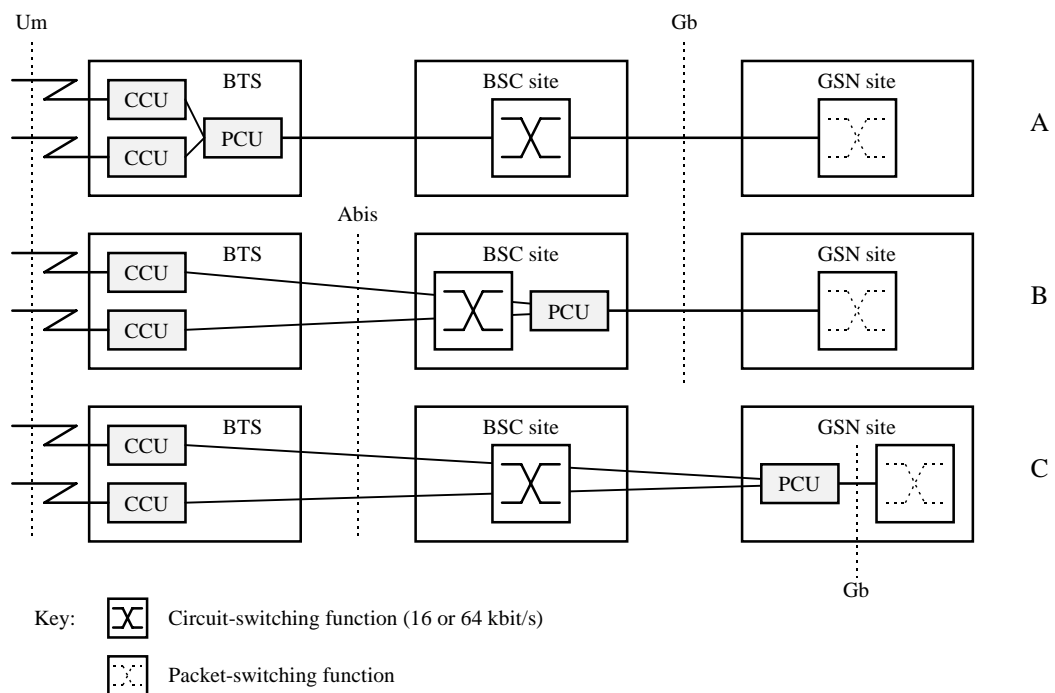 Um
Gb
BTS
BSC site
GSN site
CCU
CCU
PCU
A
Abis
BTS
BSC site
GSN site
CCU
CCU
PCU
B
BTS
BSC site
GSN site
CCU
CCU
PCU
C
Gb
Key:
Circuit-switching function (16 or 64 kbit/s)
Packet-switching function